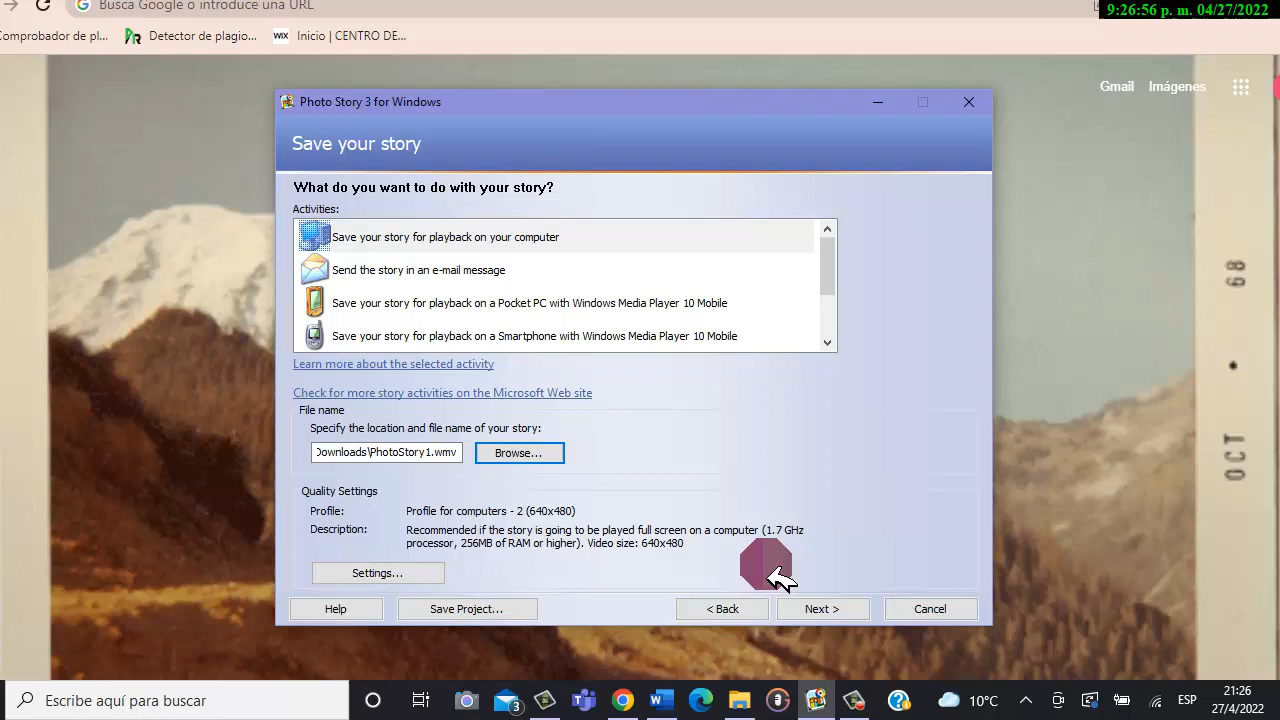 Busca Google o introduce una URL
9:26:56 p. m. 04/27/2022
Comprobador de pl...
Detector de plagio...
WIX
Inicio | CENTRO DE...
Gmail
Imágenes
Photo Story 3 for Windows
Save your story
What do you want to do with your story?
Activities:
Save your story for playback on your computer
Send the story in an e-mail message
Save your story for playback on a Pocket PC with Windows Media Player 10 Mobile
Save your story for playback on a Smartphone with Windows Media Player 10 Mobile
Learn more about the selected activity
Check for more story activities on the Microsoft Web site
File name
Specify the location and file name of your story:
Downloads\PhotoStory1.wmv
Browse...
Quality Settings
Profile:
Profile for computers - 2 (640x480)
Description:
Recommended if the story is going to be played full screen on a computer (1.7 GHz
processor, 256MB of RAM or higher). Video size: 640x480
Settings...
Help
Save Project...
< Back
Next >
Cancel
68
OCT
Escribe aquí para buscar
3
10°C
ESP
21:26
27/4/2022